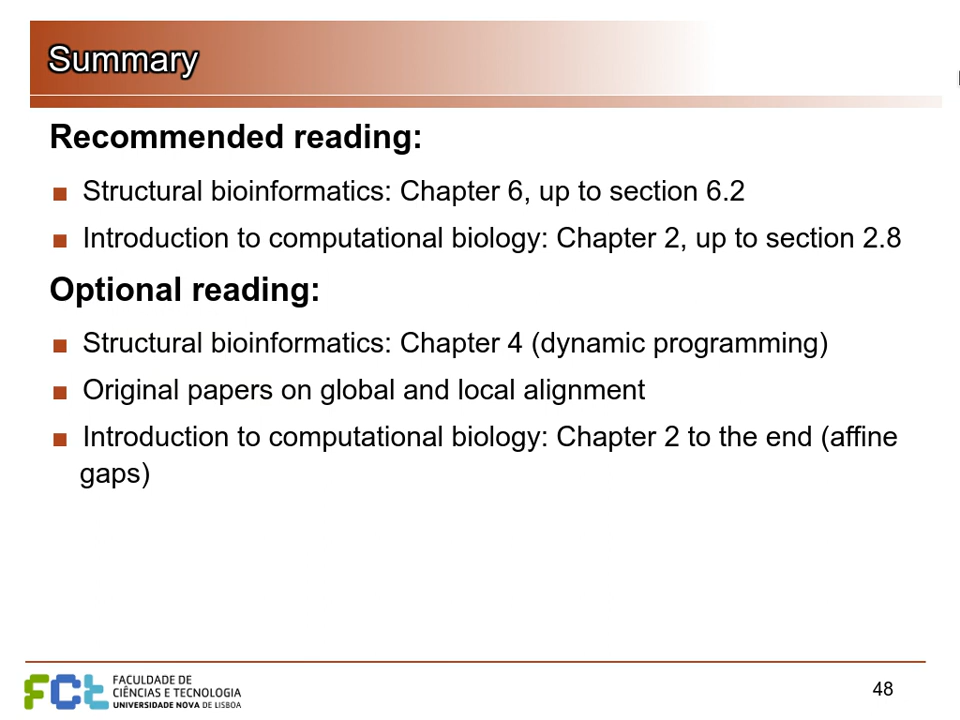 Summary
Recommended reading:
■ Structural bioinformatics: Chapter 6, up to section 6.2
■ Introduction to computational biology: Chapter 2, up to section 2.8
Optional reading:
■ Structural bioinformatics: Chapter 4 (dynamic programming)
■ Original papers on global and local alignment
■ Introduction to computational biology: Chapter 2 to the end (affine
gaps)
FCt
FACULDADE DE
CIÊNCIAS E TECNOLOGIA
UNIVERSIDADE NOVA DE LISBOA
48